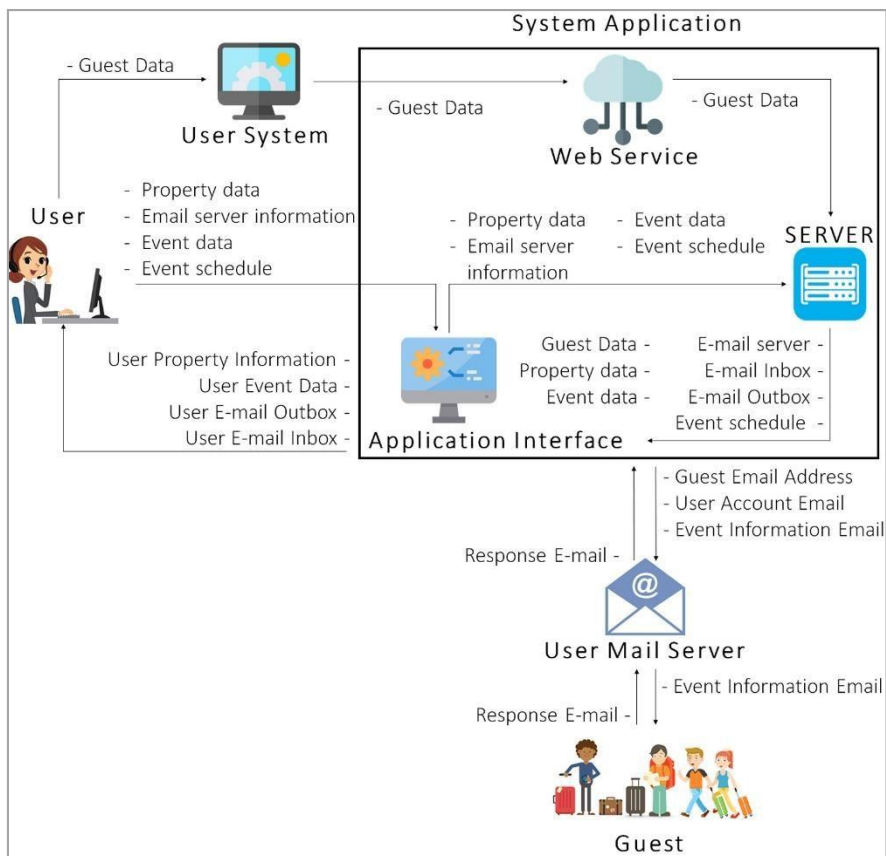 System Application
- Guest Data
User System
- Guest Data
Web Service
- Guest Data
User
- Property data
- Email server information
- Event data
- Event schedule
- Property data
- Email server
information
- Event data
- Event schedule
SERVER
User Property Information -
User Event Data -
User E-mail Outbox -
User E-mail Inbox -
Guest Data -
Property data -
Event data -
E-mail server -
E-mail Inbox -
E-mail Outbox -
Event schedule -
Application Interface
- Guest Email Address
- User Account Email
- Event Information Email
Response E-mail -
@
User Mail Server
- Event Information Email
Response E-mail -
Guest